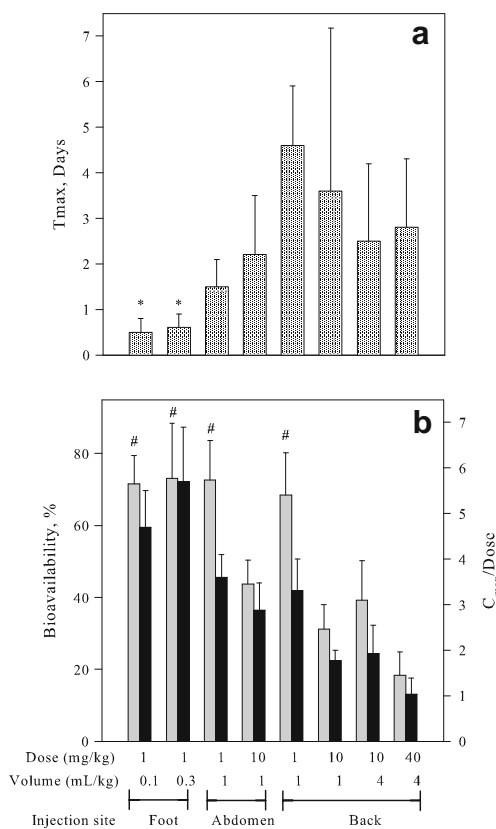 a
7
6
5
4
3
2
1
0
Tmax, Days
* *
b
80
60
40
20
0
Bioavailability, %
# # # #
7
6
5
4
3
2
1
0
Cmax/Dose
Dose (mg/kg) 1 1 1 10 1 10 10 40
Volume (mL/kg) 0.1 0.3 1 1 1 1 4 4
Injection site Foot Abdomen Back